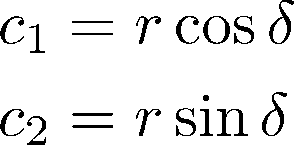 c₁ = r cos δ
c₂ = r sin δ